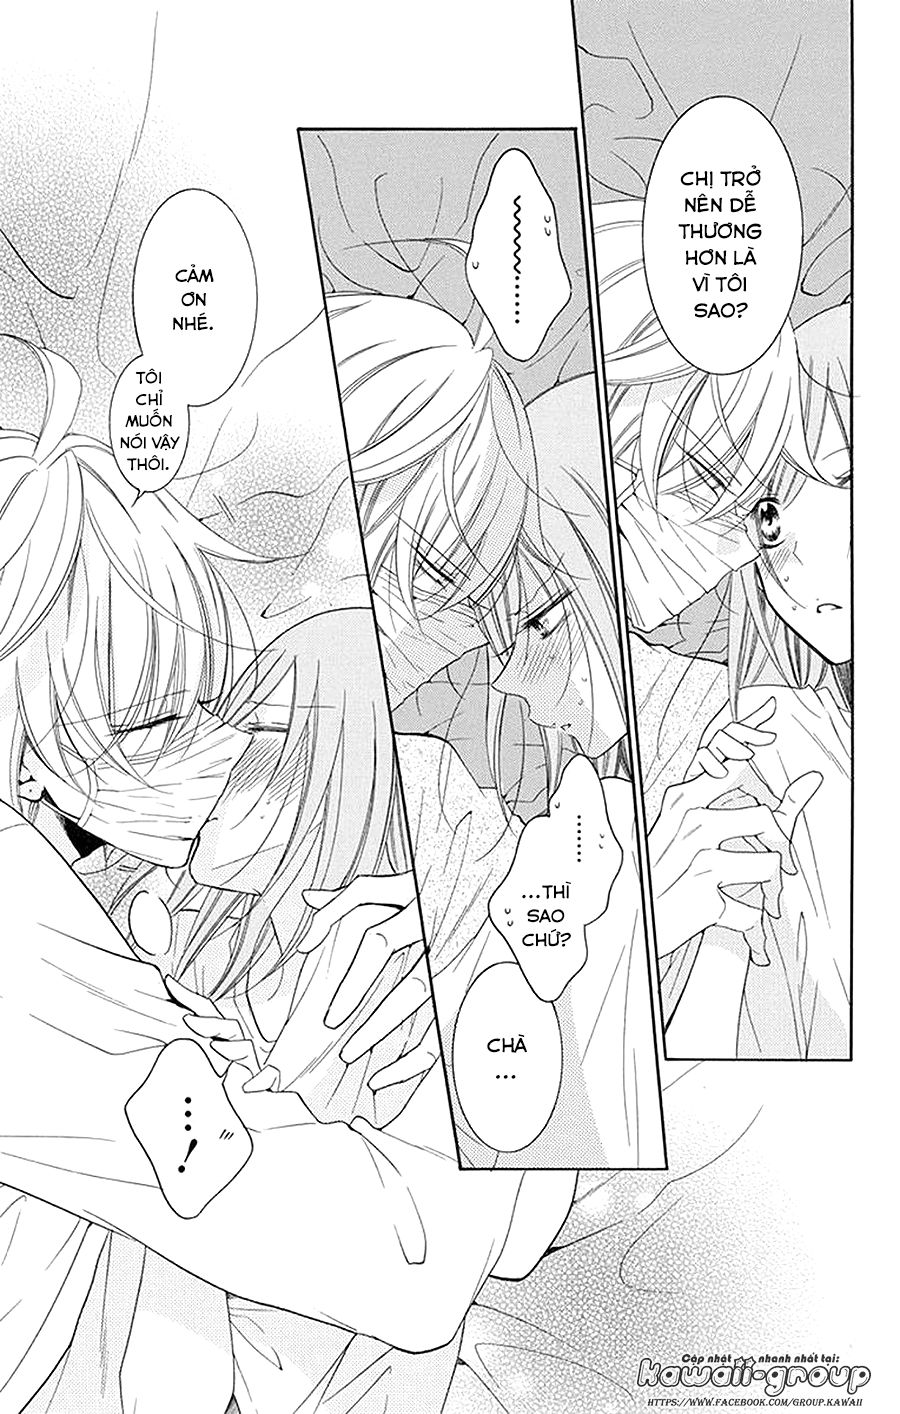 CHỊ TRỞ
NÊN DỄ
THƯƠNG
HƠN LÀ
VÌ TÔI
SAO?
.........
...THÌ
SAO
CHỨ?
CHÀ
...
CẢM
ƠN
NHÉ.
TÔI
CHỈ
MUỐN
NÓI VẬY
THÔI.
...!
Cập nhật nhanh nhất tại:
kawaii-group
HTTPS://WWW.FACEBOOK.COM/GROUP.KAWAII